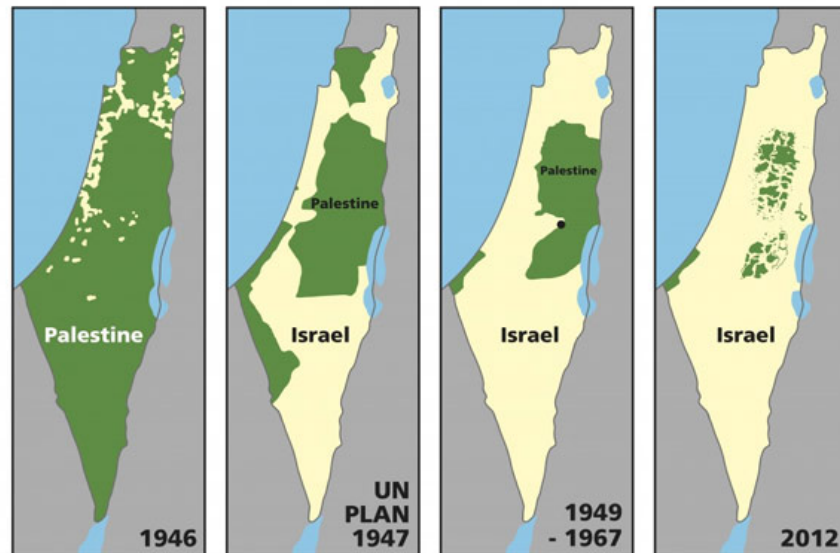 Palestine
1946
Palestine
Israel
UN
PLAN
1947
Palestine
Israel
1949
- 1967
Israel
2012